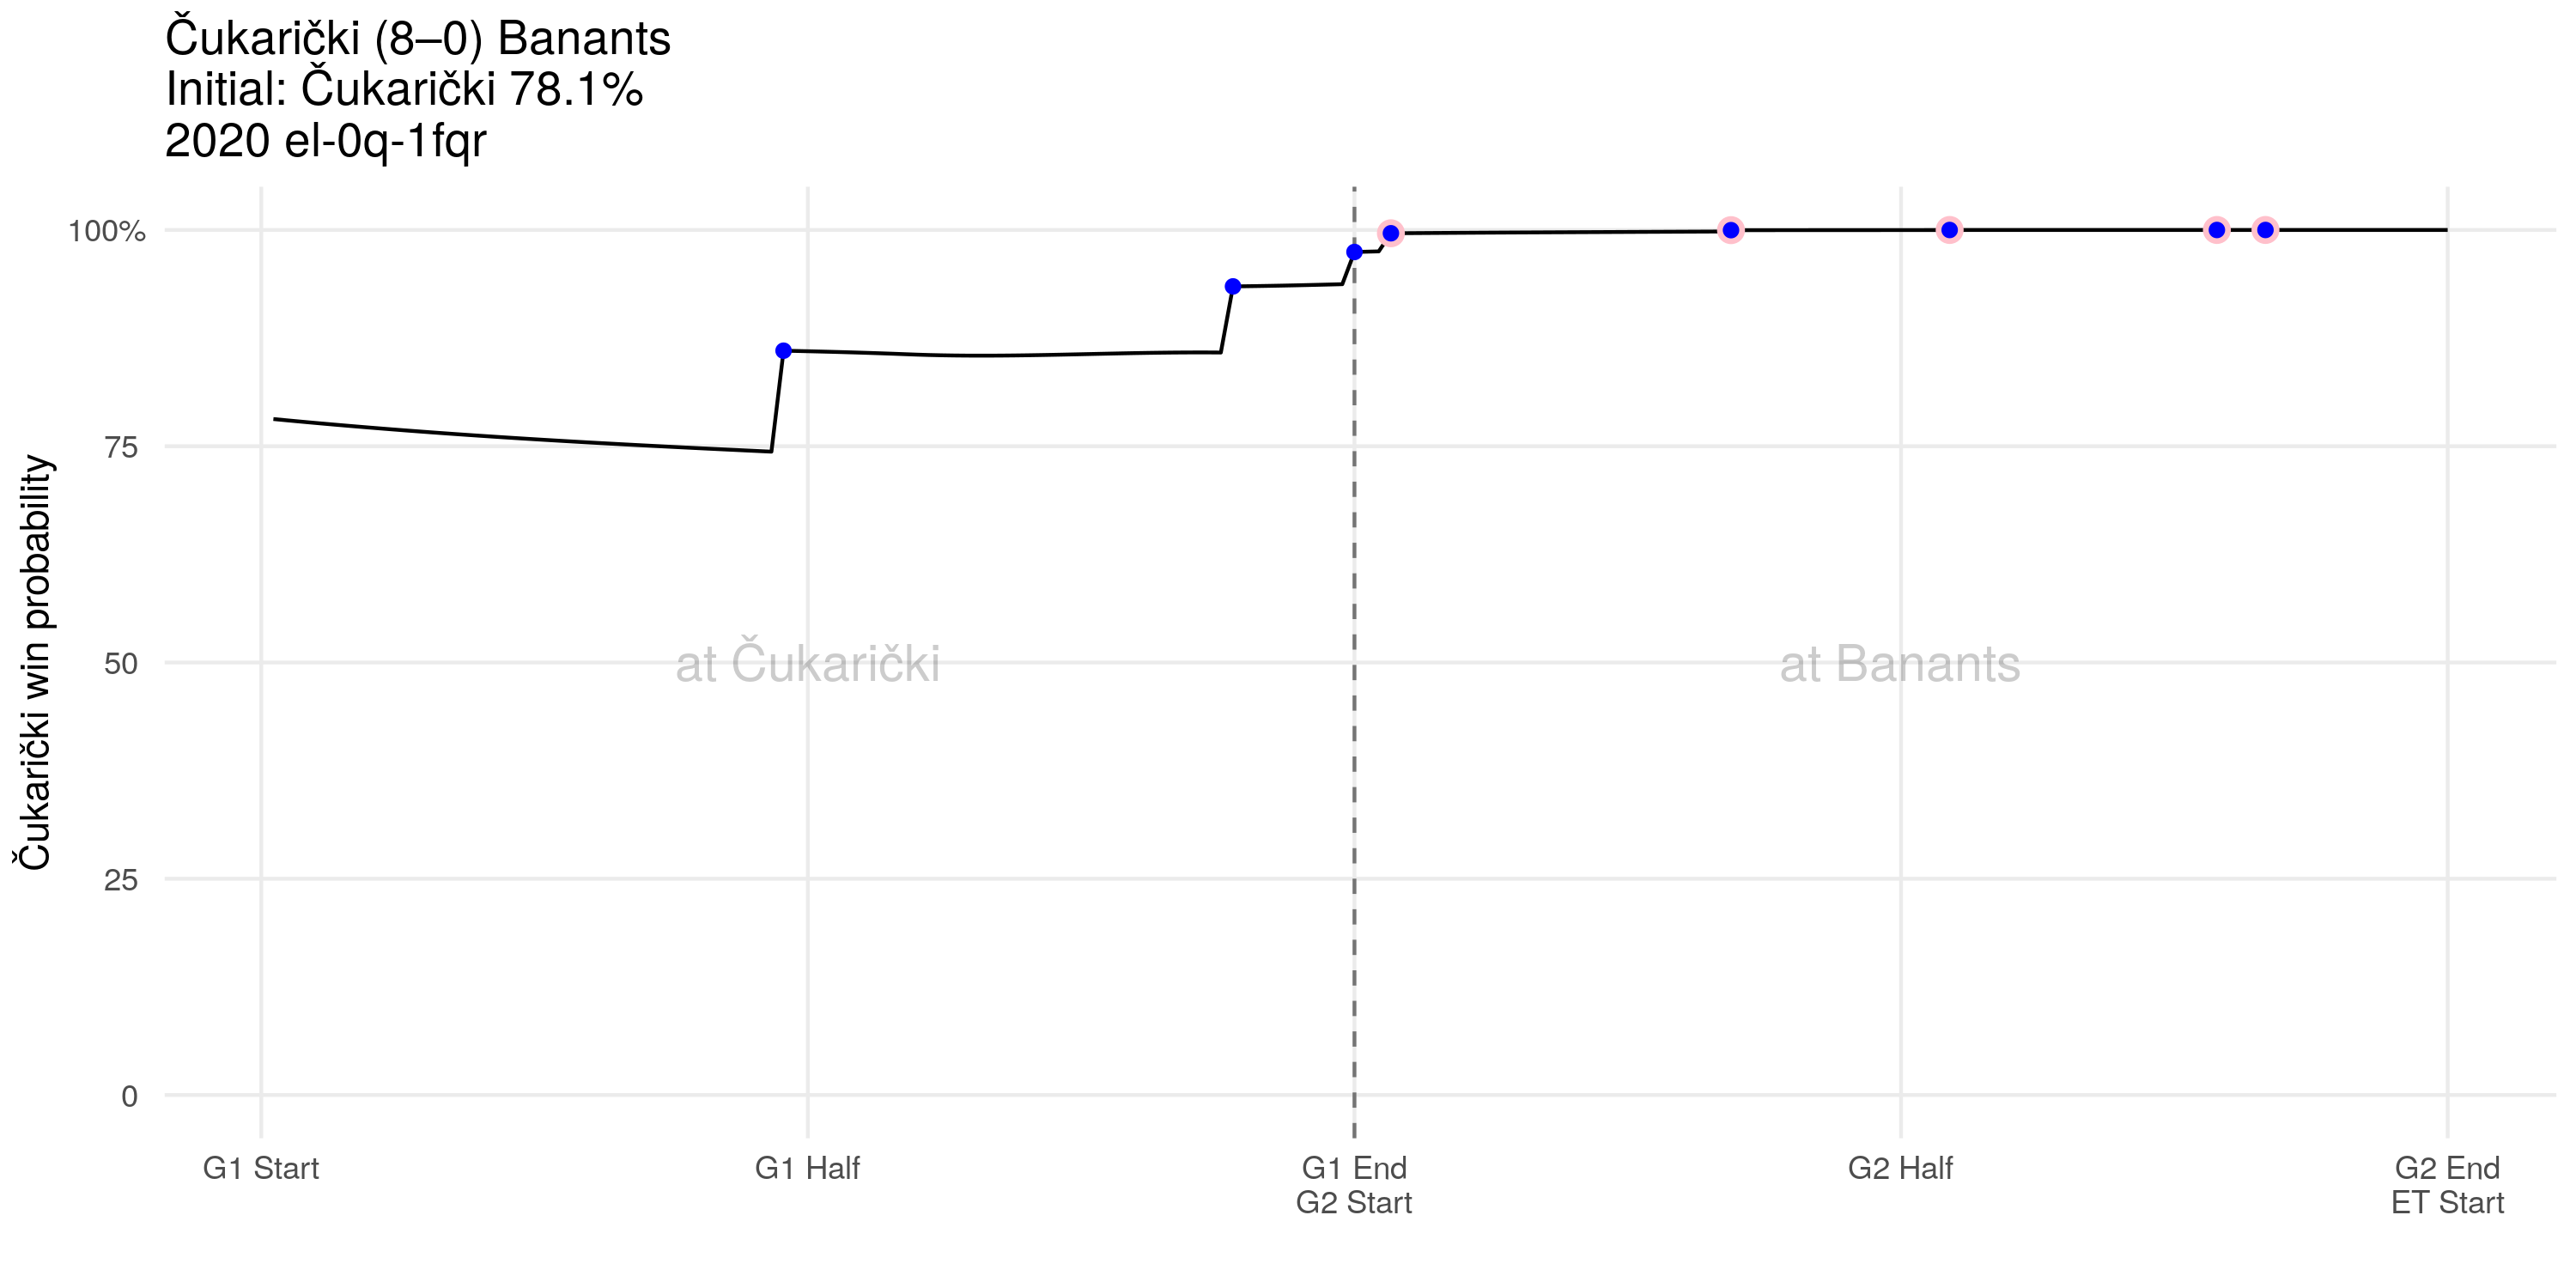 Čukarički (8–0) Banants
Initial: Čukarički 78.1%
2020 el-0q-1fqr
Čukarički win probability
100%
75
50
25
0
at Čukarički
at Banants
G1 Start
G1 Half
G1 End
G2 Start
G2 Half
G2 End
ET Start